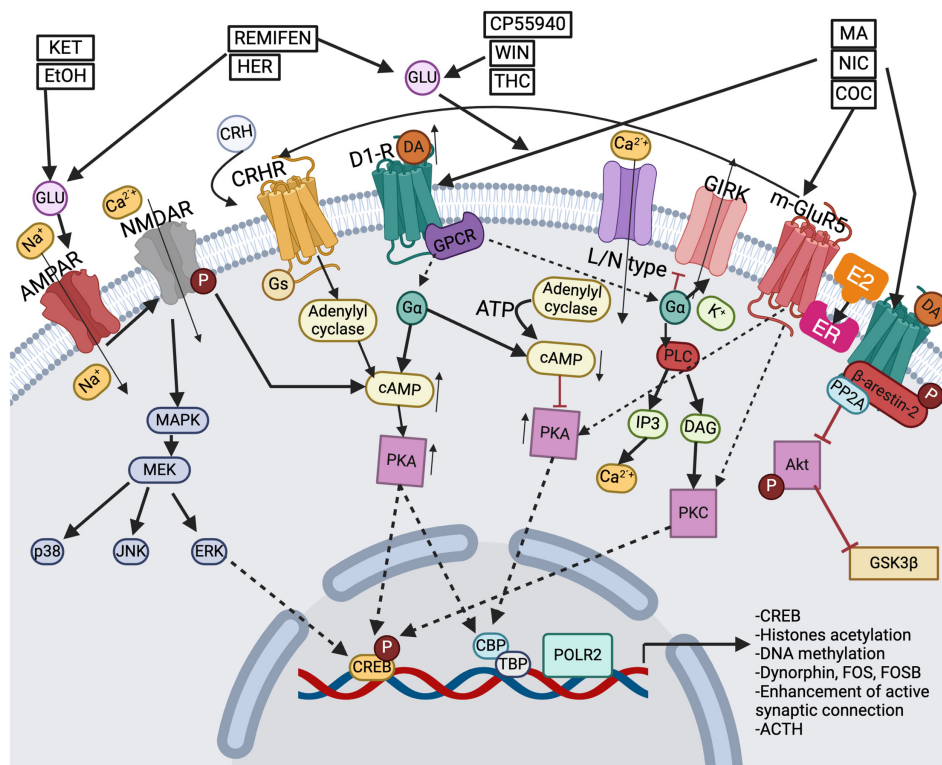 KET
EtOH
REMIFEN
HER
GLU
CP55940
WIN
THC
MA
NIC
COC
CRH
CRHR
D1-R
DA
Ca²⁺
GIRK
m-GluR5
GLU
Na⁺
AMPAR
Ca²⁺
NMDAR
P
Gs
GPCR
L/N type
E2
ER
DA
Na⁺
Adenylyl
cyclase
Gα
ATP
Adenylyl
cyclase
Gα
K⁺
cAMP
cAMP
PLC
β-arestin-2
PP2A
P
MAPK
PKA
PKA
IP3
DAG
Akt
P
MEK
Ca²⁺
PKC
p38
JNK
ERK
GSK3β
P
CREB
CBP
TBP
POLR2
-CREB
-Histones acetylation
-DNA methylation
-Dynorphin, FOS, FOSB
-Enhancement of active
synaptic connection
-ACTH